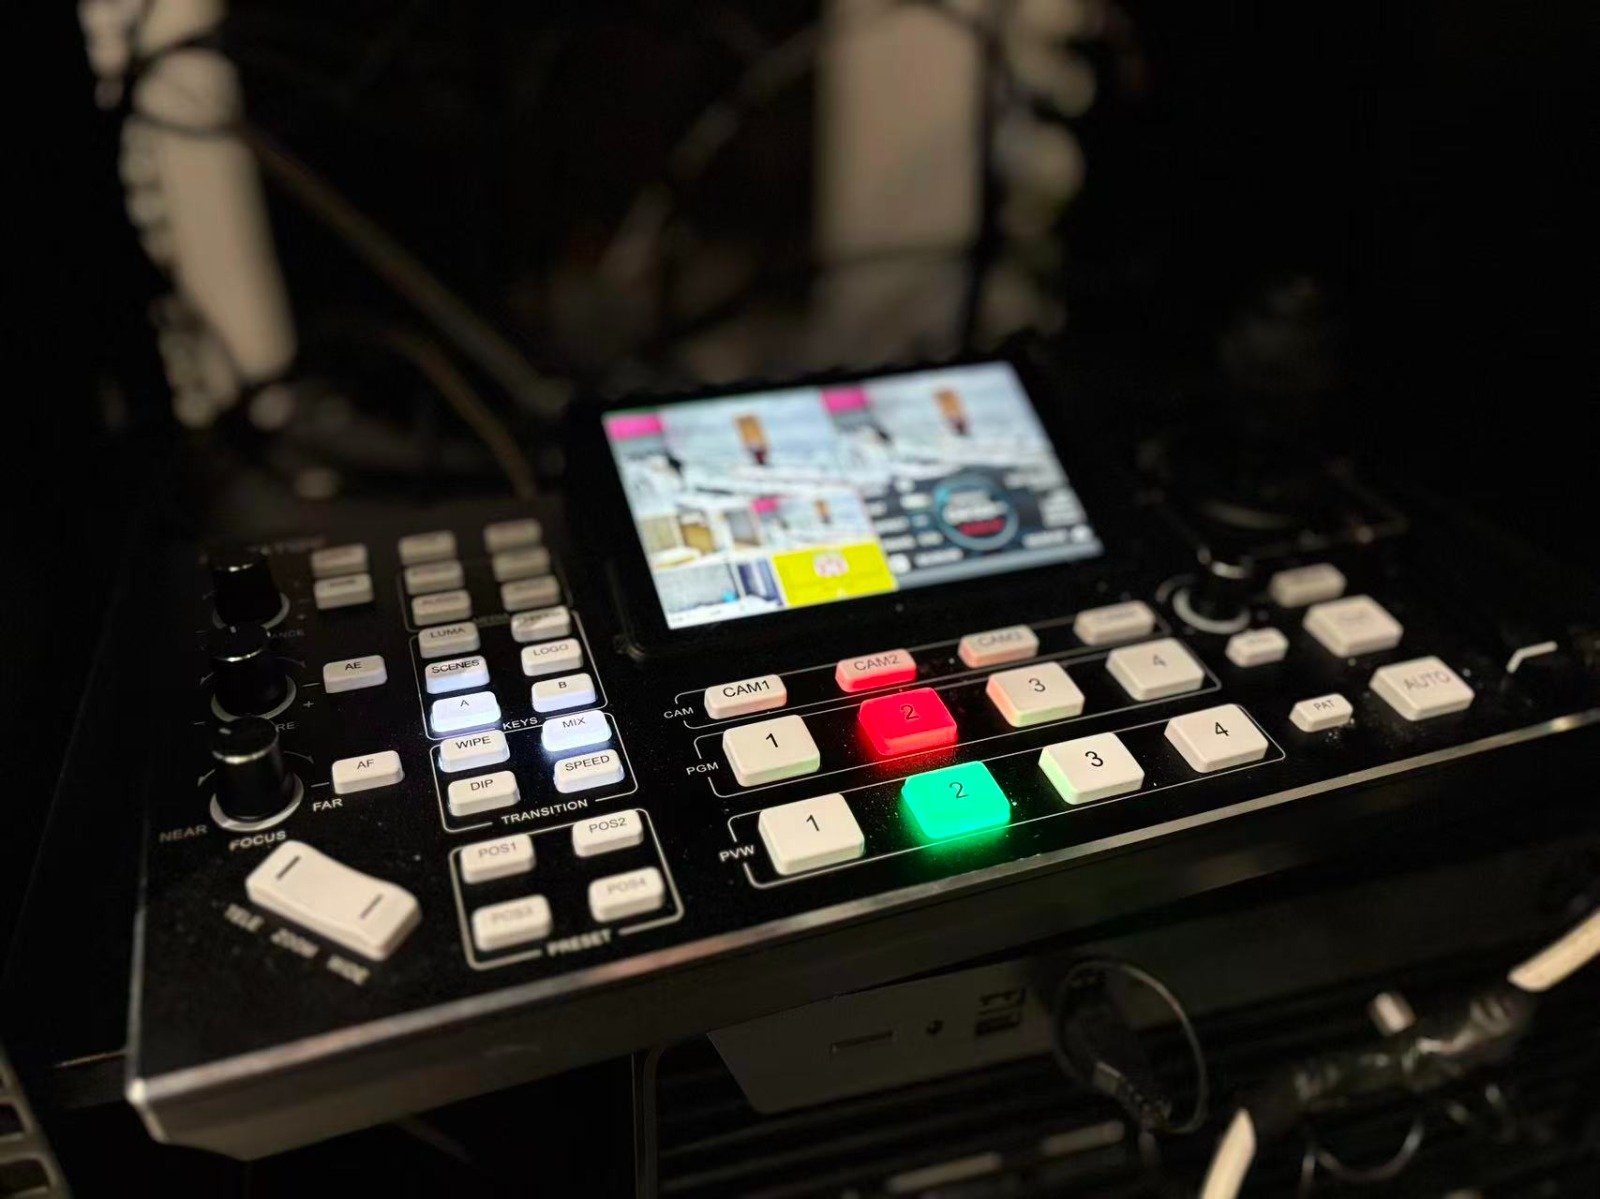 LUMA
SCENES
LOGO
A
B
KEYS
WIPE
MIX
DIP
SPEED
TRANSITION
POS1
POS2
POS3
POS4
PRESET
AE
AF
NEAR
FAR
FOCUS
TELE ZOOM WIDE
CAM
CAM1
CAM2
CAM3
PGM
1
2
3
4
PVW
1
2
3
4
PAT
AUTO